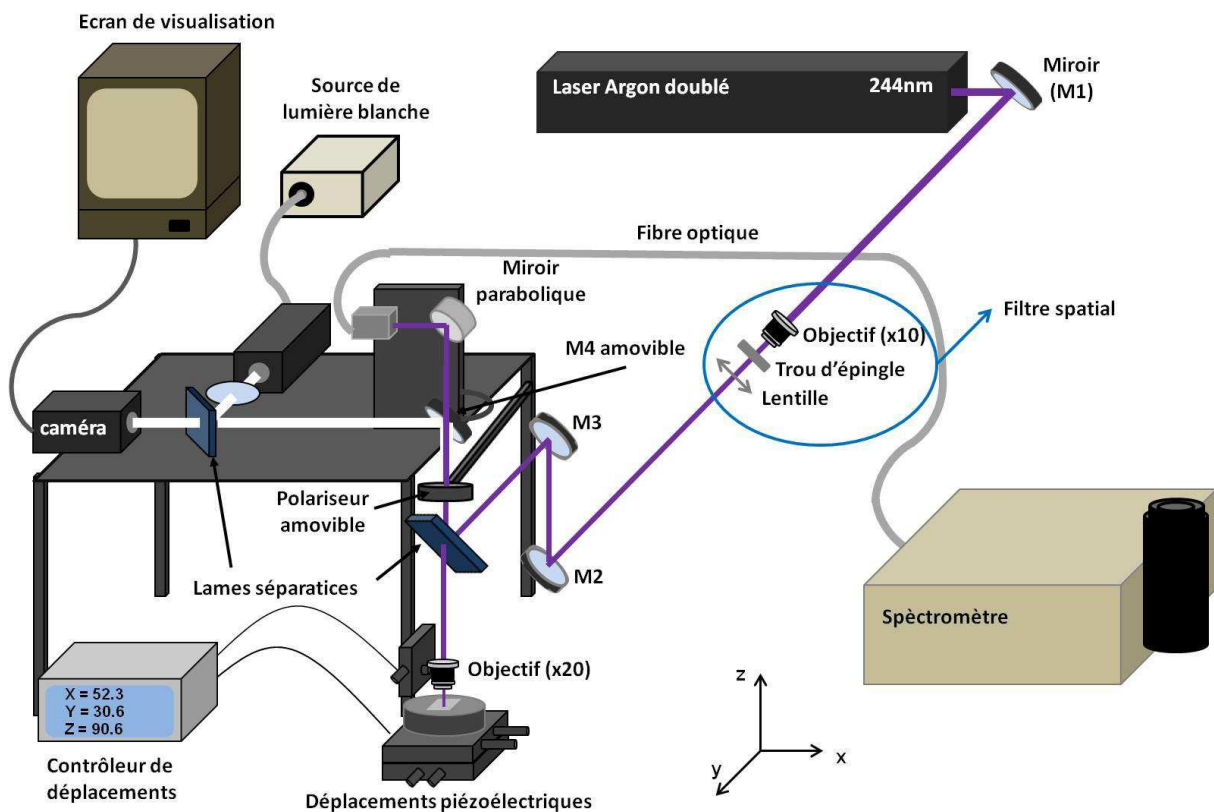 Ecran de visualisation
Source de
lumière blanche
Laser Argon doublé
244nm
Miroir
(M1)
Fibre optique
Miroir
parabolique
M4 amovible
Objectif (x10)
Trou d'épingle
Lentille
Filtre spatial
caméra
M3
Polariseur
amovible
M2
Lames séparatices
Spèctromètre
Objectif (x20)
X = 52.3
Y = 30.6
Z = 90.6
Contrôleur de
déplacements
Déplacements piézoélectriques
z
x
y